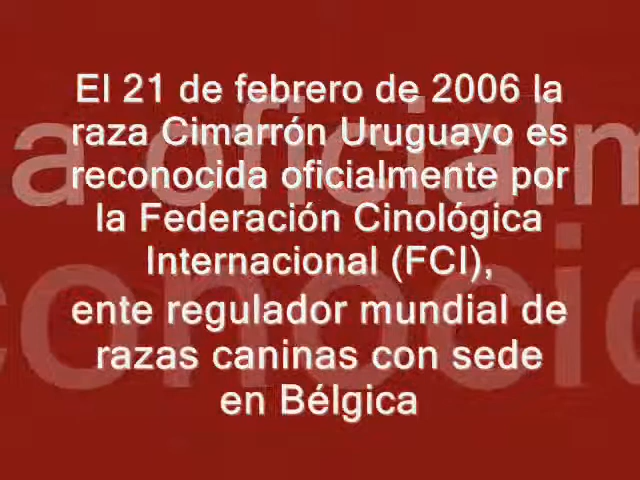 El 21 de febrero de 2006 la
raza Cimarrón Uruguayo es
reconocida oficialmente por
la Federación Cinológica
Internacional (FCI),
ente regulador mundial de
razas caninas con sede
en Bélgica